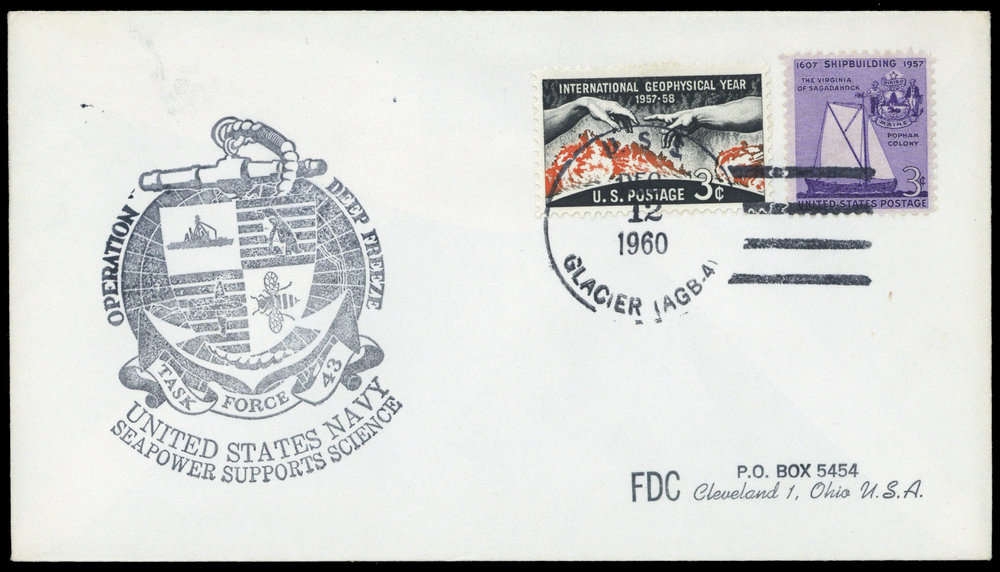 OPERATION DEEP FREEZE
TASK FORCE 43
UNITED STATES NAVY
SEAPOWER SUPPORTS SCIENCE
INTERNATIONAL GEOPHYSICAL YEAR
1957-58
U.S. POSTAGE 3¢
1607 SHIPBUILDING 1957
THE VIRGINIA
OF SAGADAHOCK
MAINE
POPHAM
COLONY
3¢
UNITED STATES POSTAGE
12
1960
GLACIER (AGB-4)
FDC
P.O. BOX 5454
Cleveland 1, Ohio U.S.A.